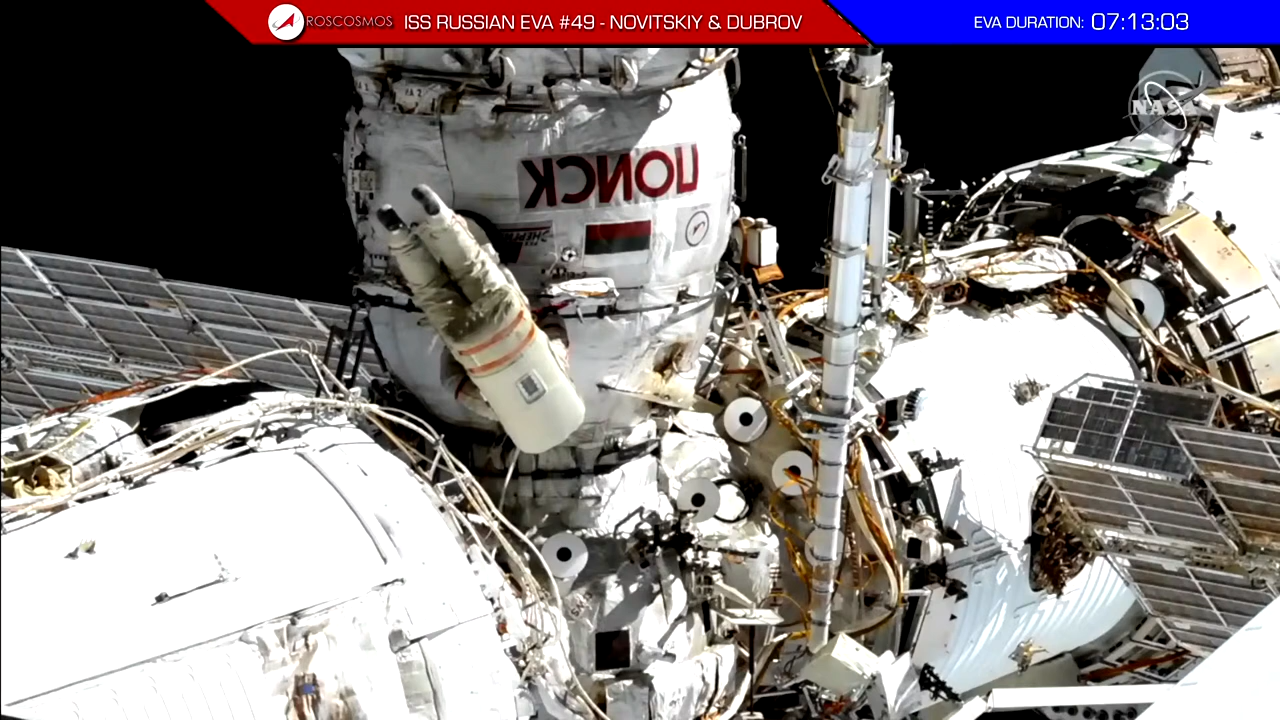 ROSCOSMOS ISS RUSSIAN EVA #49 - NOVITSKIY & DUBROV
EVA DURATION: 07:13:03
NASA
ПОИСК